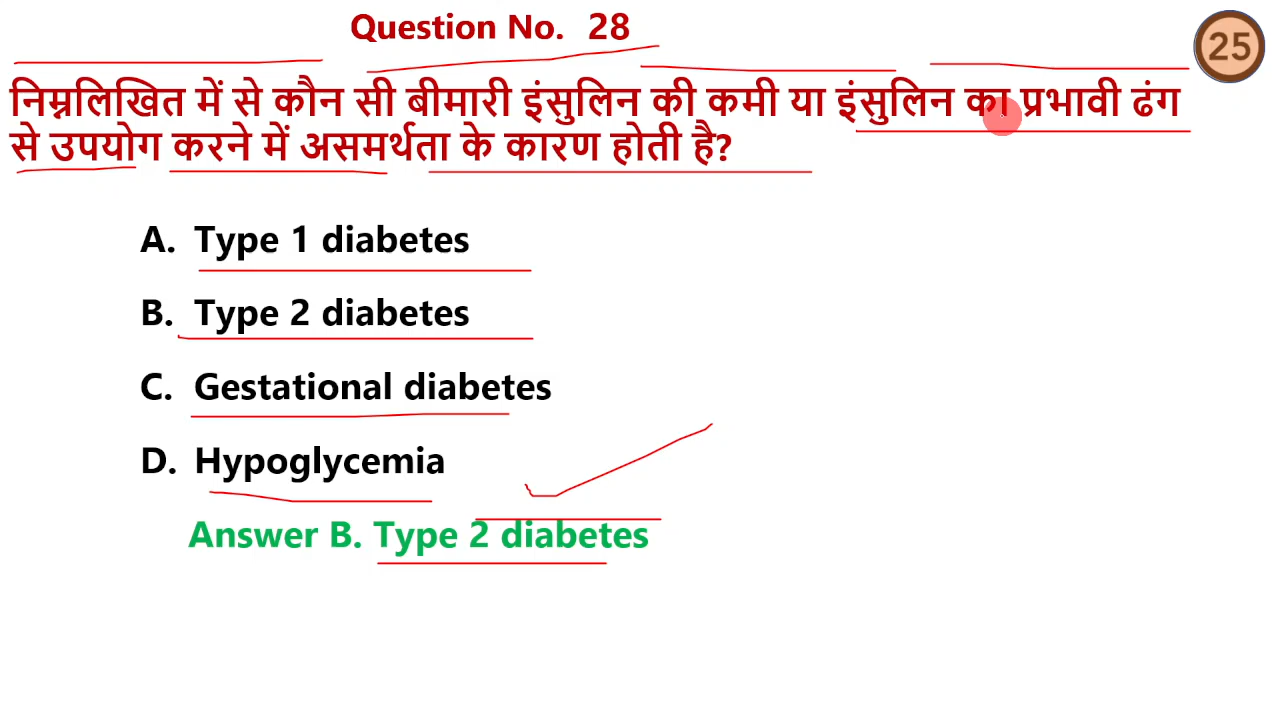 Question No. 28
25
निम्नलिखित में से कौन सी बीमारी इंसुलिन की कमी या इंसुलिन का प्रभावी ढंग
से उपयोग करने में असमर्थता के कारण होती है?
A. Type 1 diabetes
B. Type 2 diabetes
C. Gestational diabetes
D. Hypoglycemia
Answer B. Type 2 diabetes